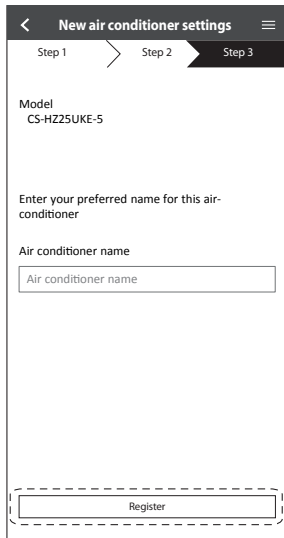 New air conditioner settings
Step 1 Step 2 Step 3
Model
CS-HZ25UKE-5
Enter your preferred name for this air-
conditioner
Air conditioner name
Air conditioner name
Register